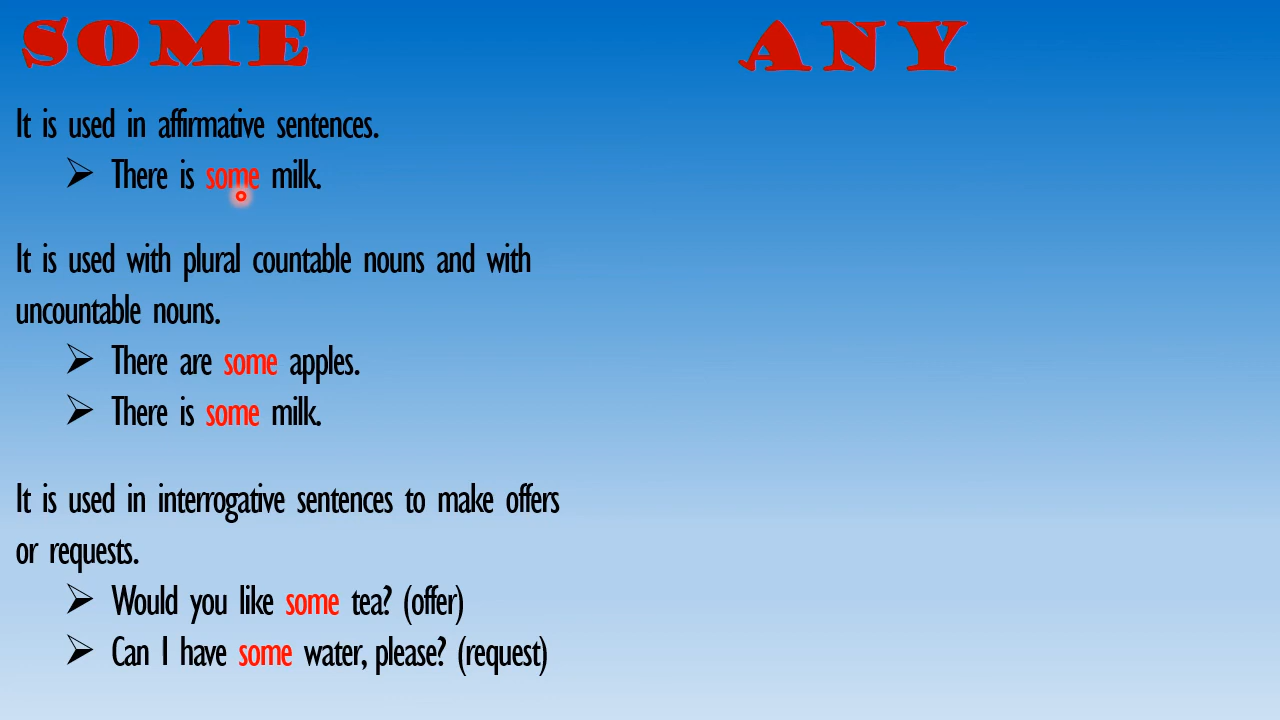 SOME
ANY
It is used in affirmative sentences.
➢ There is some milk.
It is used with plural countable nouns and with
uncountable nouns.
➢ There are some apples.
➢ There is some milk.
It is used in interrogative sentences to make offers
or requests.
➢ Would you like some tea? (offer)
➢ Can I have some water, please? (request)